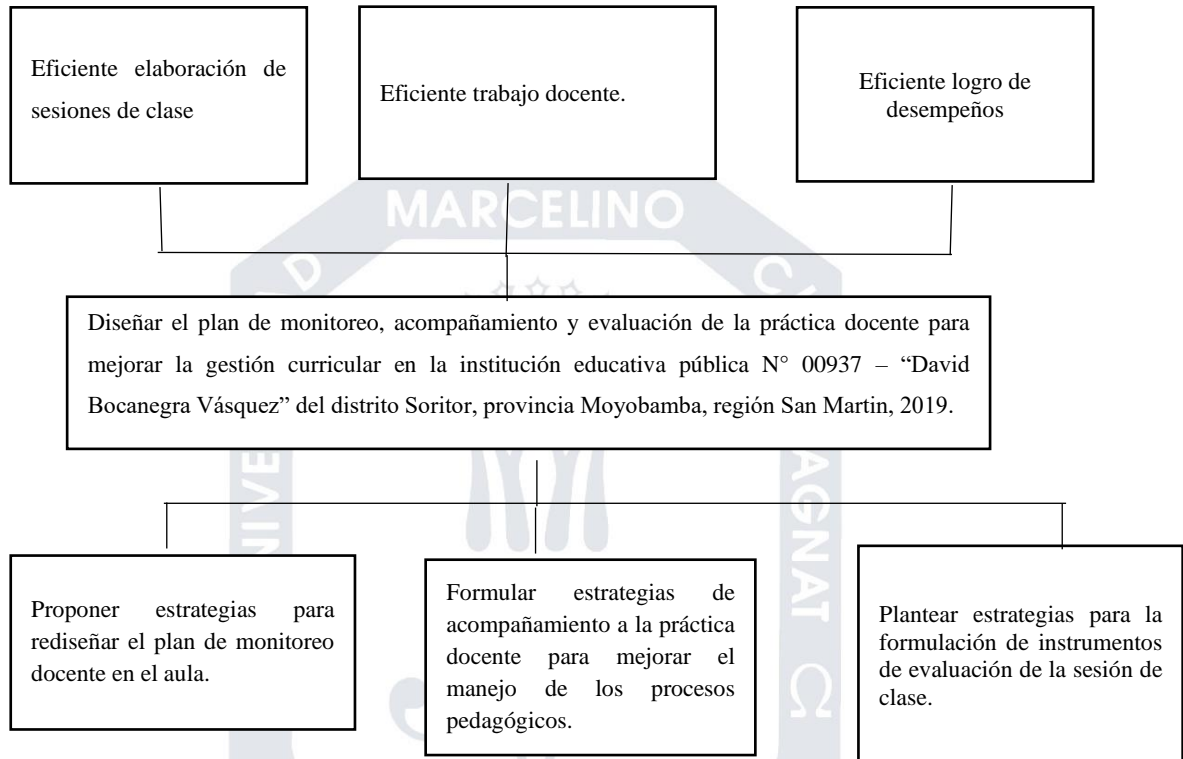 Eficiente elaboración de
sesiones de clase
Eficiente trabajo docente.
Eficiente logro de
desempeños
MARCELINO
Diseñar el plan de monitoreo, acompañamiento y evaluación de la práctica docente para
mejorar la gestión curricular en la institución educativa pública N° 00937 – “David
Bocanegra Vásquez” del distrito Soritor, provincia Moyobamba, región San Martin, 2019.
Proponer estrategias para
rediseñar el plan de monitoreo
docente en el aula.
Formular estrategias de
acompañamiento a la práctica
docente para mejorar el
manejo de los procesos
pedagógicos.
Plantear estrategias para la
formulación de instrumentos
de evaluación de la sesión de
clase.